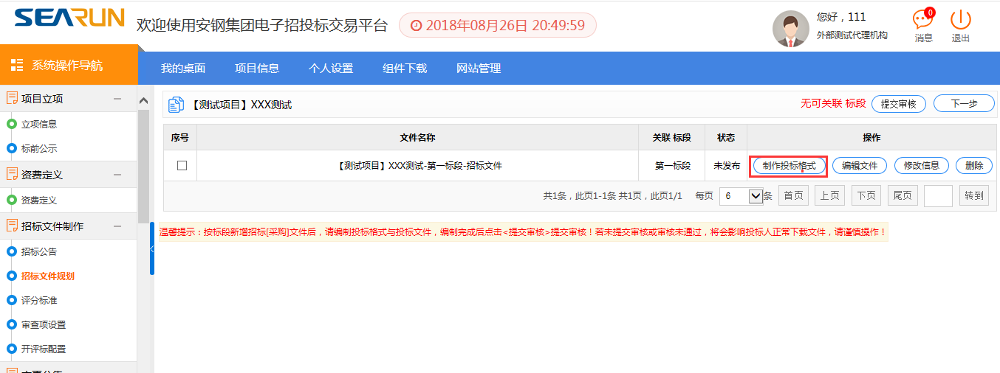 SEARUN
欢迎使用安钢集团电子招投标交易平台
2018年08月26日 20:49:59
您好，111
外部测试代理机构
0
消息
退出
系统操作导航
我的桌面 项目信息 个人设置 组件下载 网站管理
项目立项
立项信息
标前公示
资费定义
资费定义
招标文件制作
招标公告
招标文件规划
评分标准
审查项设置
开评标配置
【测试项目】XXX测试
无可关联 标段 提交审核 下一步
序号 文件名称 关联 标段 状态 操作
【测试项目】XXX测试-第一标段-招标文件 第一标段 未发布 制作投标格式 编辑文件 修改信息 删除
共1条，此页1-1条 共1页，此页1/1 每页 6 条 首页 上页 下页 尾页 转到
温馨提示：按标段新增招标[采购]文件后，请编制投标格式与投标文件，编制完成后点击<提交审核>提交审核！若未提交审核或审核未通过，将会影响投标人正常下载文件，请谨慎操作！